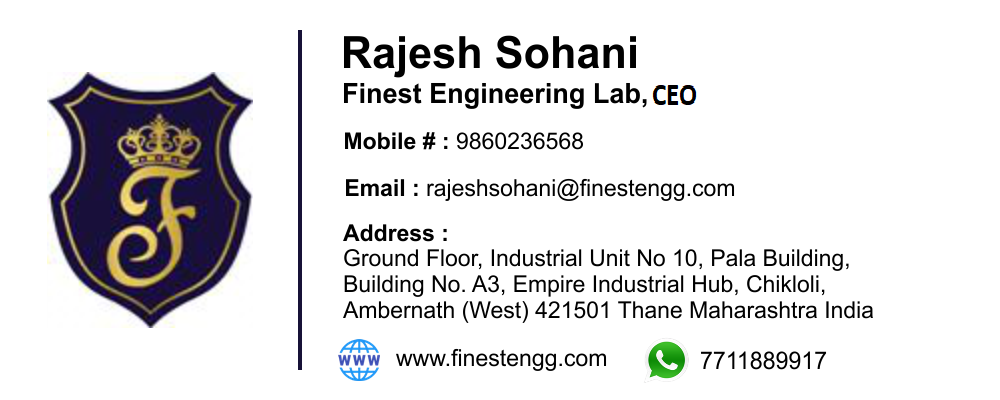 F
Rajesh Sohani
Finest Engineering Lab, CEO
Mobile # : 9860236568
Email : rajeshsohani@finestengg.com
Address :
Ground Floor, Industrial Unit No 10, Pala Building,
Building No. A3, Empire Industrial Hub, Chikloli,
Ambernath (West) 421501 Thane Maharashtra India
WWW www.finestengg.com 7711889917